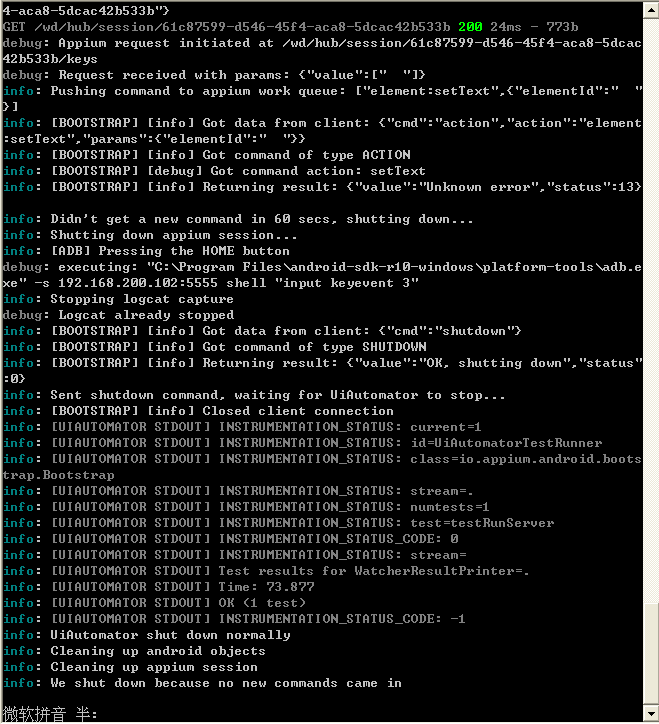 4-aca8-5dcac42b533b"}
GET /wd/hub/session/61c87599-d546-45f4-aca8-5dcac42b533b 200 24ms - 773b
debug: Appium request initiated at /wd/hub/session/61c87599-d546-45f4-aca8-5dcac
42b533b/keys
debug: Request received with params: {"value":["  "]}
info: Pushing command to appium work queue: ["element:setText",{"elementId":"  "
}]
info: [BOOTSTRAP] [info] Got data from client: {"cmd":"action","action":"element
:setText","params":{"elementId":"  "}}
info: [BOOTSTRAP] [info] Got command of type ACTION
info: [BOOTSTRAP] [debug] Got command action: setText
info: [BOOTSTRAP] [info] Returning result: {"value":"Unknown error","status":13}
info: Didn't get a new command in 60 secs, shutting down...
info: Shutting down appium session...
info: [ADB] Pressing the HOME button
debug: executing: "C:\Program Files\android-sdk-r10-windows\platform-tools\adb.e
xe" -s 192.168.200.102:5555 shell "input keyevent 3"
info: Stopping logcat capture
debug: Logcat already stopped
info: [BOOTSTRAP] [info] Got data from client: {"cmd":"shutdown"}
info: [BOOTSTRAP] [info] Got command of type SHUTDOWN
info: [BOOTSTRAP] [info] Returning result: {"value":"OK, shutting down","status"
:0}
info: Sent shutdown command, waiting for UiAutomator to stop...
info: [BOOTSTRAP] [info] Closed client connection
info: [UIAUTOMATOR STDOUT] INSTRUMENTATION_STATUS: current=1
info: [UIAUTOMATOR STDOUT] INSTRUMENTATION_STATUS: id=UiAutomatorTestRunner
info: [UIAUTOMATOR STDOUT] INSTRUMENTATION_STATUS: class=io.appium.android.boots
trap.Bootstrap
info: [UIAUTOMATOR STDOUT] INSTRUMENTATION_STATUS: stream=.
info: [UIAUTOMATOR STDOUT] INSTRUMENTATION_STATUS: numtests=1
info: [UIAUTOMATOR STDOUT] INSTRUMENTATION_STATUS: test=testRunServer
info: [UIAUTOMATOR STDOUT] INSTRUMENTATION_STATUS_CODE: 0
info: [UIAUTOMATOR STDOUT] INSTRUMENTATION_STATUS: stream=
info: [UIAUTOMATOR STDOUT] Test results for WatcherResultPrinter=.
info: [UIAUTOMATOR STDOUT] Time: 73.877
info: [UIAUTOMATOR STDOUT] OK (1 test)
info: [UIAUTOMATOR STDOUT] INSTRUMENTATION_STATUS_CODE: -1
info: UiAutomator shut down normally
info: Cleaning up android objects
info: Cleaning up appium session
info: We shut down because no new commands came in
微软拼音 半: